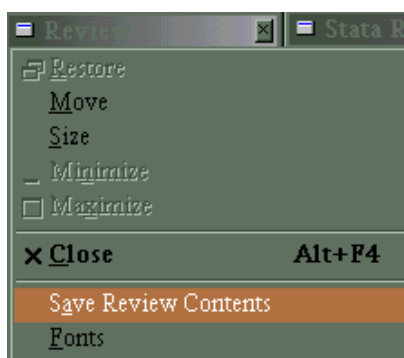 Review
Stata R
Restore
Move
Size
Minimize
Maximize
Close Alt+F4
Save Review Contents
Fonts